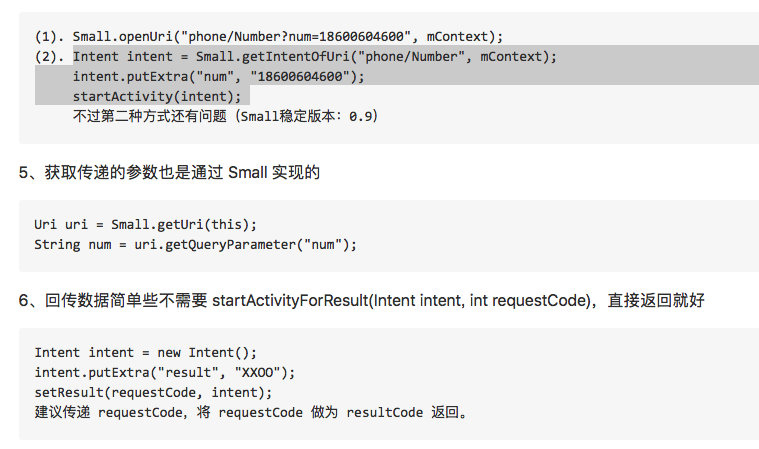 (1). Small.openUri("phone/Number?num=18600604600", mContext);
(2). Intent intent = Small.getIntentOfUri("phone/Number", mContext);
intent.putExtra("num", "18600604600");
startActivity(intent);
不过第二种方式还有问题（Small稳定版本：0.9）
5、获取传递的参数也是通过 Small 实现的
Uri uri = Small.getUri(this);
String num = uri.getQueryParameter("num");
6、回传数据简单些不需要 startActivityForResult(Intent intent, int requestCode)，直接返回就好
Intent intent = new Intent();
intent.putExtra("result", "XXOO");
setResult(requestCode, intent);
建议传递 requestCode，将 requestCode 做为 resultCode 返回。